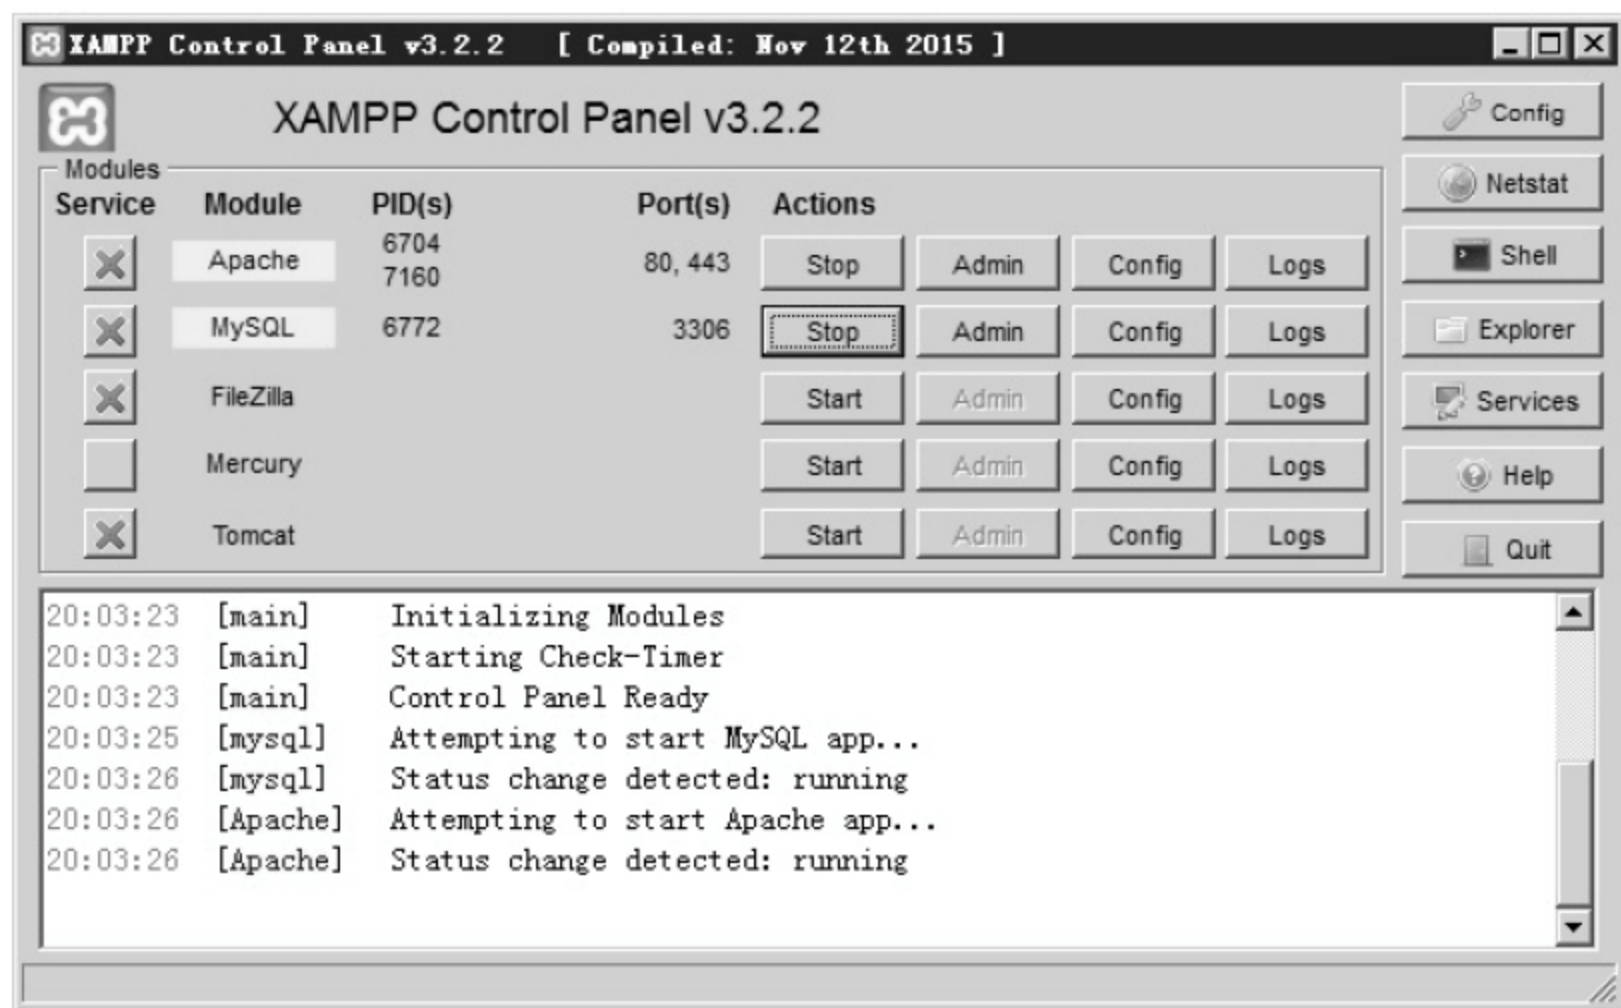 XAMPP Control Panel v3.2.2 [ Compiled: Nov 12th 2015 ]
XAMPP Control Panel v3.2.2
Config
Modules
Netstat
Service Module PID(s) Port(s) Actions
Apache 6704 7160 80, 443 Stop Admin Config Logs
Shell
MySQL 6772 3306 Stop Admin Config Logs
Explorer
FileZilla Start Admin Config Logs
Services
Mercury Start Admin Config Logs
Help
Tomcat Start Admin Config Logs
Quit
20:03:23 [main] Initializing Modules
20:03:23 [main] Starting Check-Timer
20:03:23 [main] Control Panel Ready
20:03:25 [mysql] Attempting to start MySQL app...
20:03:26 [mysql] Status change detected: running
20:03:26 [Apache] Attempting to start Apache app...
20:03:26 [Apache] Status change detected: running